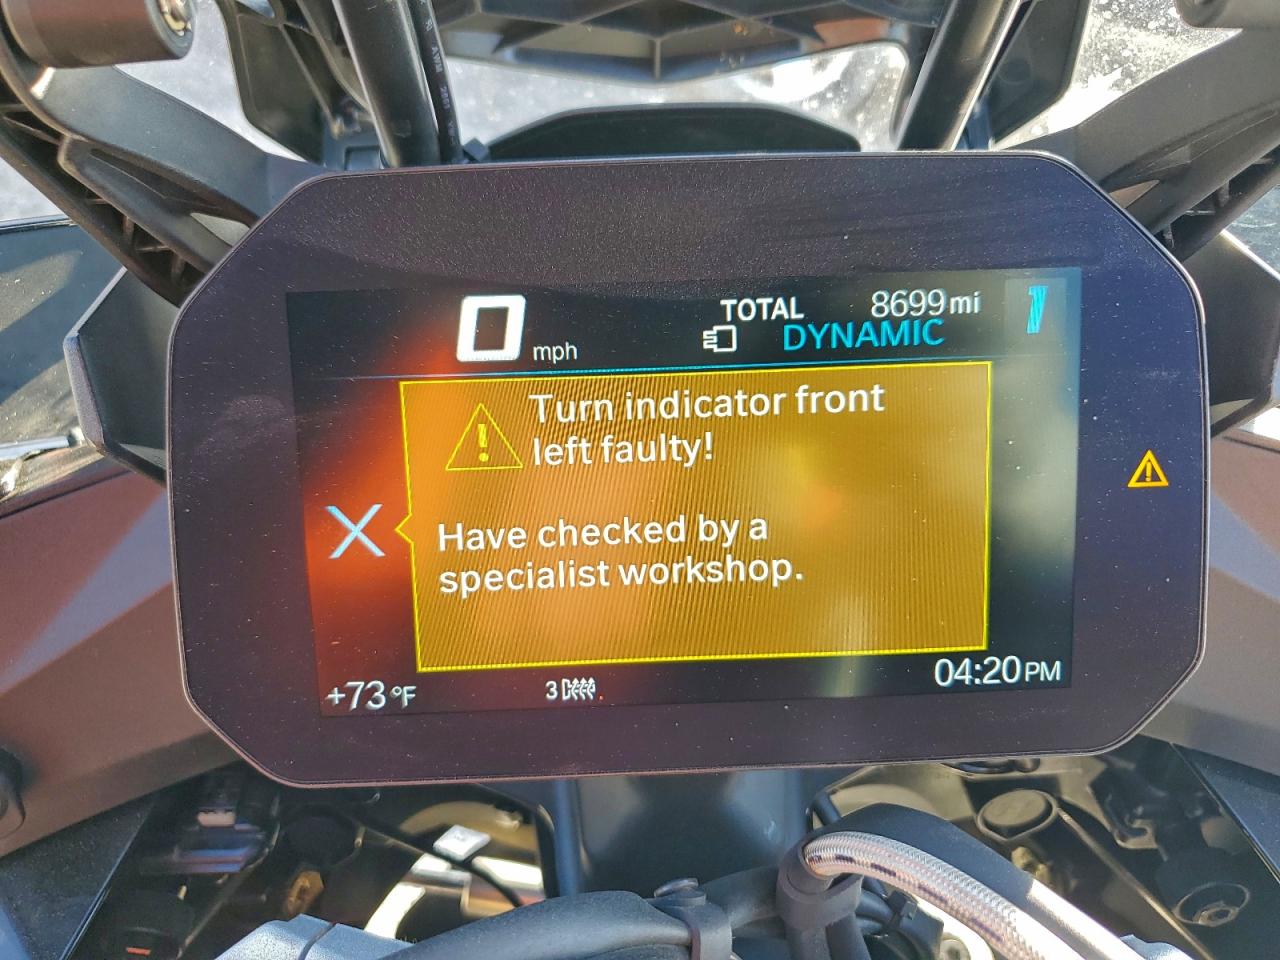 0 mph
TOTAL 8699 mi
DYNAMIC
Turn indicator front
left faulty!
Have checked by a
specialist workshop.
+73°F
3
04:20 PM